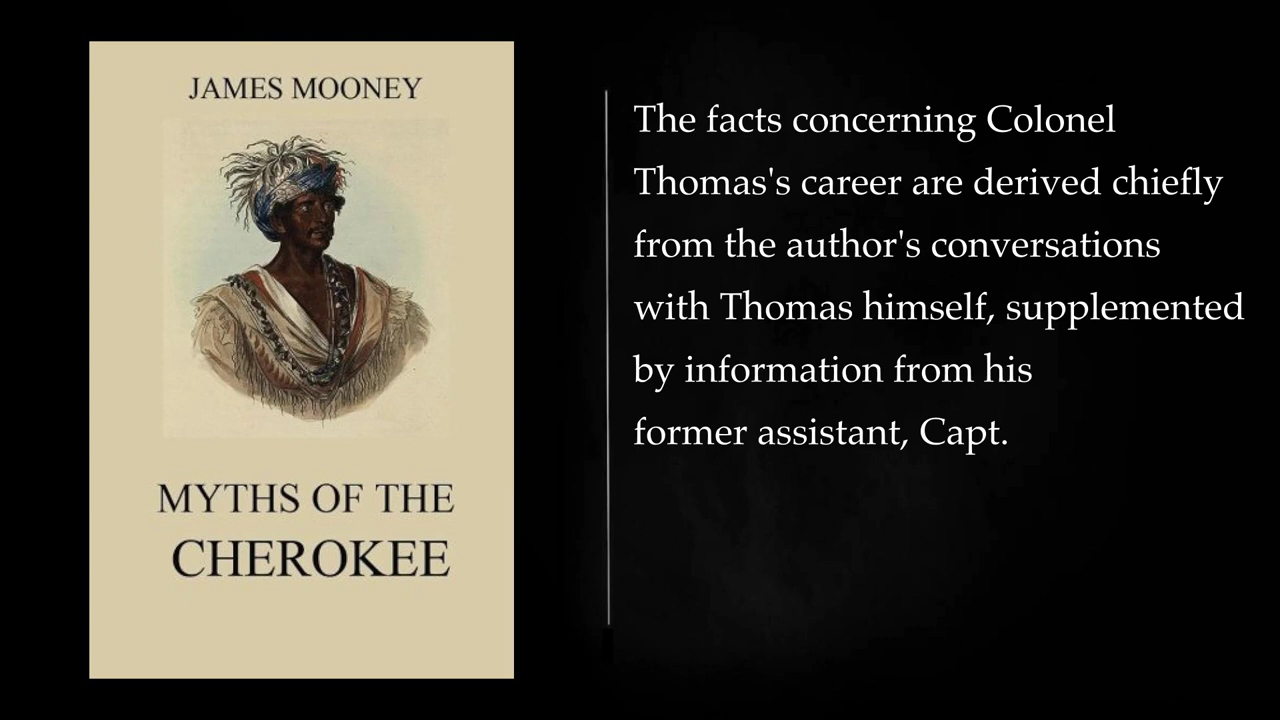 JAMES MOONEY
MYTHS OF THE
CHEROKEE
The facts concerning Colonel
Thomas's career are derived chiefly
from the author's conversations
with Thomas himself, supplemented
by information from his
former assistant, Capt.